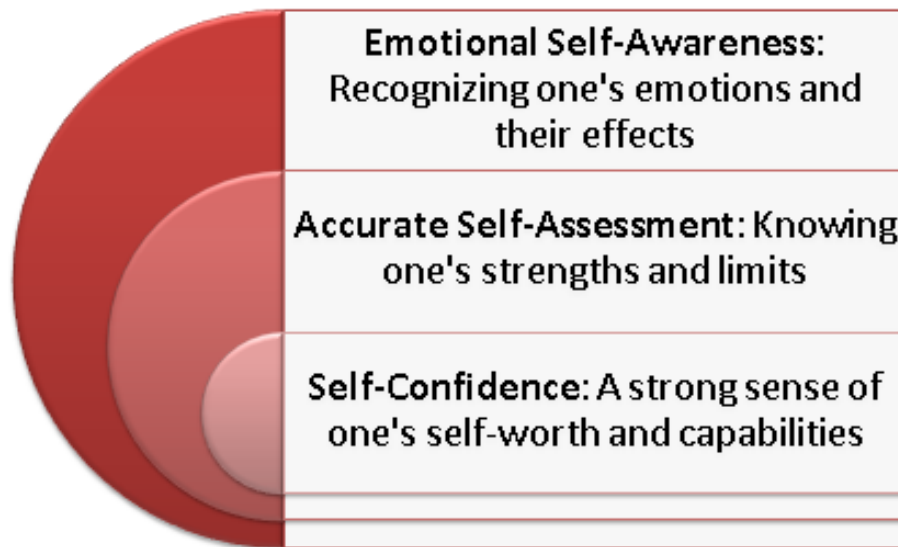 Emotional Self-Awareness:
Recognizing one's emotions and
their effects
Accurate Self-Assessment: Knowing
one's strengths and limits
Self-Confidence: A strong sense of
one's self-worth and capabilities